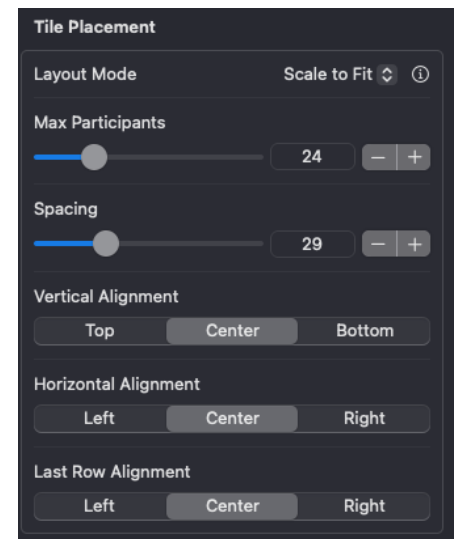 Tile Placement
Layout Mode Scale to Fit
Max Participants
24 − +
Spacing
29 − +
Vertical Alignment
Top Center Bottom
Horizontal Alignment
Left Center Right
Last Row Alignment
Left Center Right